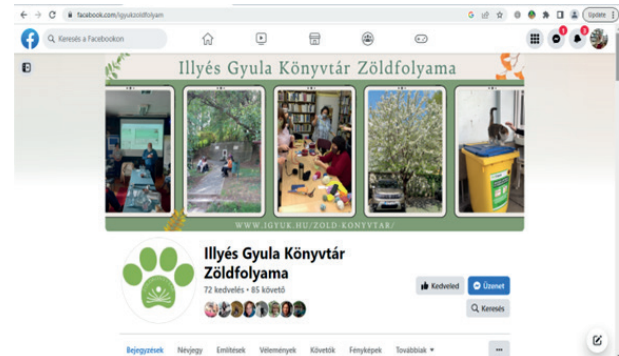 facebook.com/igyukzoldfolyam
Update
Keresés a Facebookon
Illyés Gyula Könyvtár Zöldfolyama
WWW.IGYUK.HU/ZOLD-KONYVTAR/
Illyés Gyula Könyvtár
Zöldfolyama
72 kedvelés • 85 követő
Kedveled
Üzenet
Keresés
Bejegyzések Névjegy Említések Vélemények Követők Fényképek Továbbiak